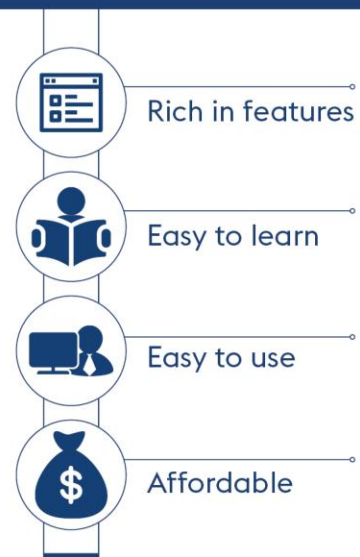 Rich in features
Easy to learn
Easy to use
$
Affordable